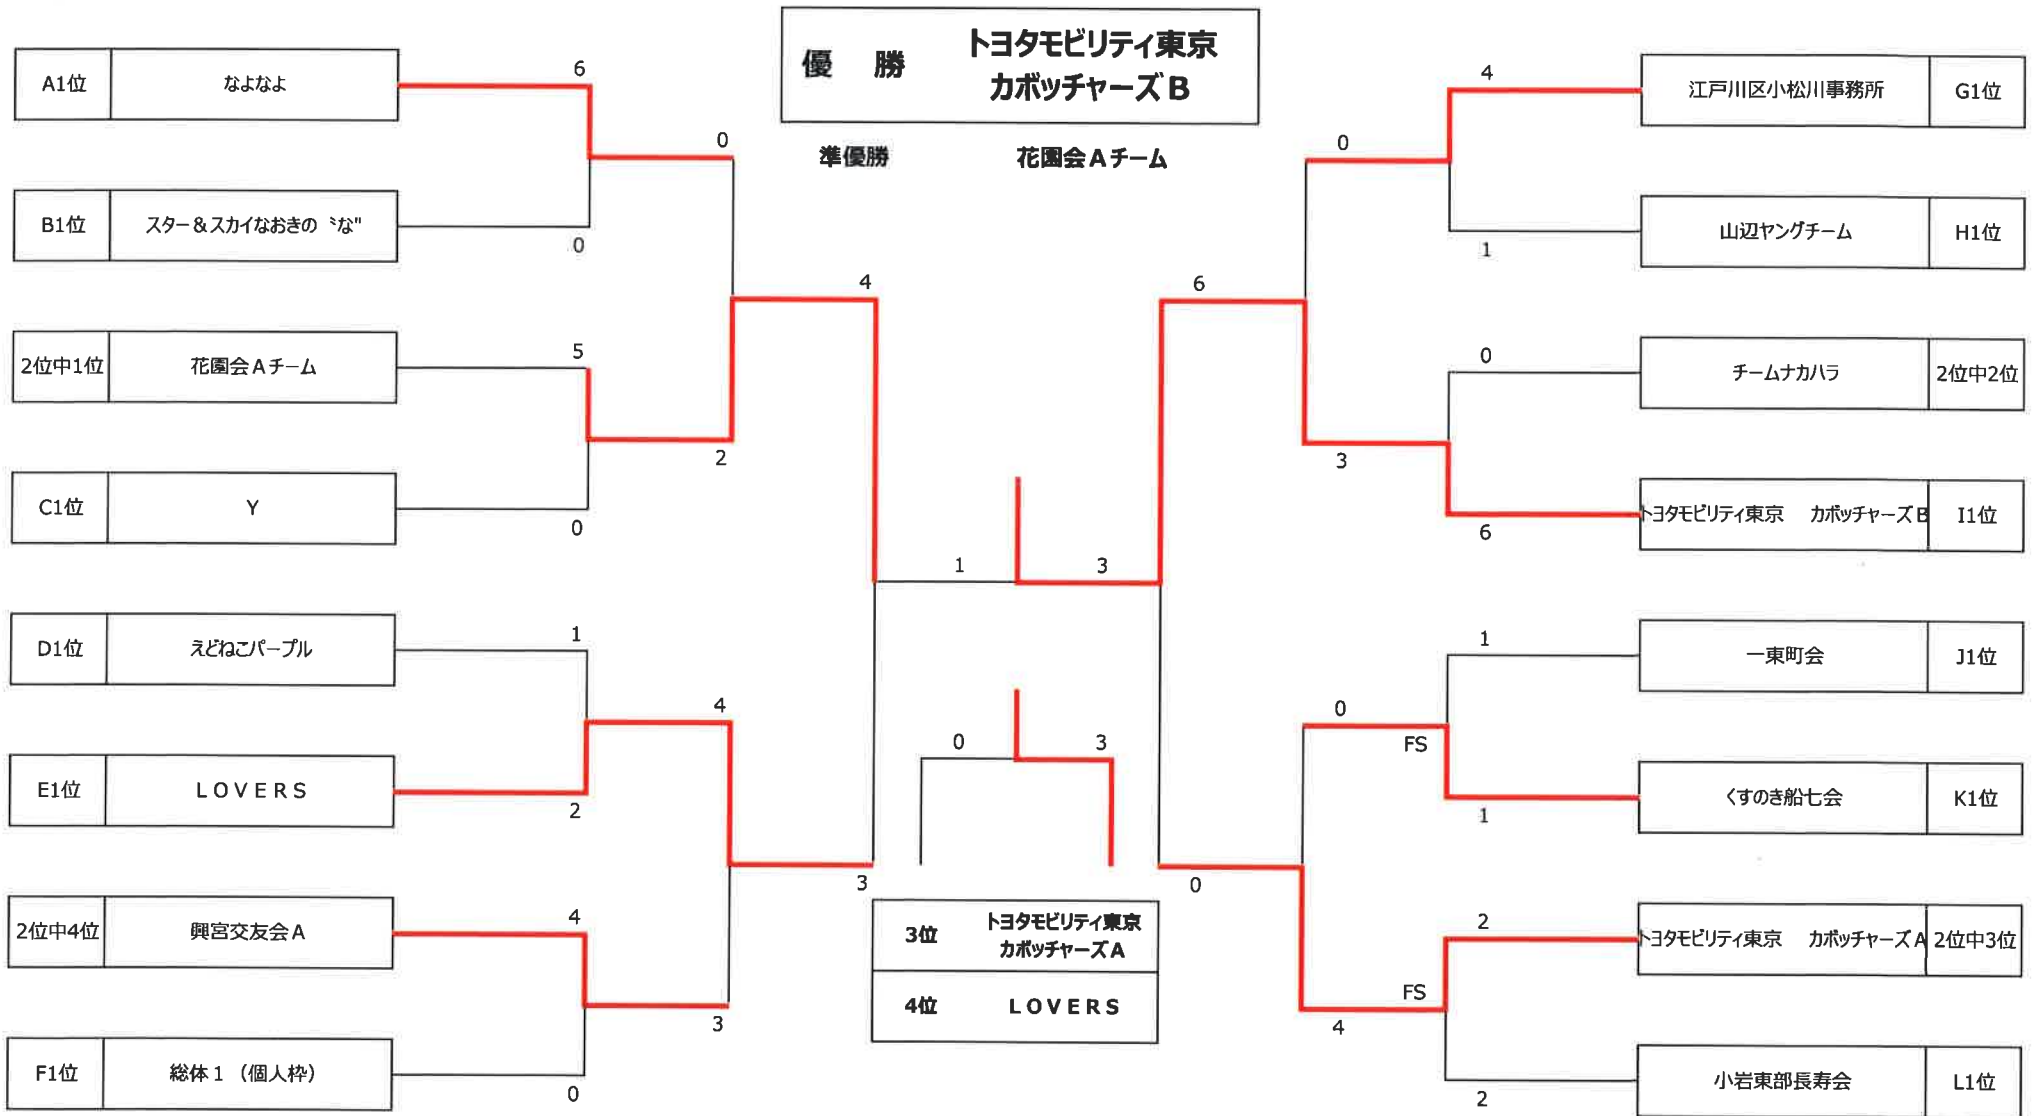 優 勝 トヨタモビリティ東京
カボッチャーズB
準優勝 花園会Aチーム
A1位 なよなよ
6
0
B1位 スター&スカイなおきの〝な"
0
4
2位中1位 花園会Aチーム
5
2
C1位 Y
0
1
D1位 えどねこパープル
1
4
E1位 LOVERS
2
3
2位中4位 興宮交友会A
4
3
F1位 総体1(個人枠)
0
4
江戸川区小松川事務所 G1位
0
1
山辺ヤングチーム H1位
6
0
チームナカハラ 2位中2位
3
6
トヨタモビリティ東京 カボッチャーズB I1位
3
1
一東町会 J1位
0
FS
1
くすのき船七会 K1位
0
2
トヨタモビリティ東京 カボッチャーズA 2位中3位
FS
4
2
小岩東部長寿会 L1位
0
3
3位 トヨタモビリティ東京
カボッチャーズA
4位 LOVERS